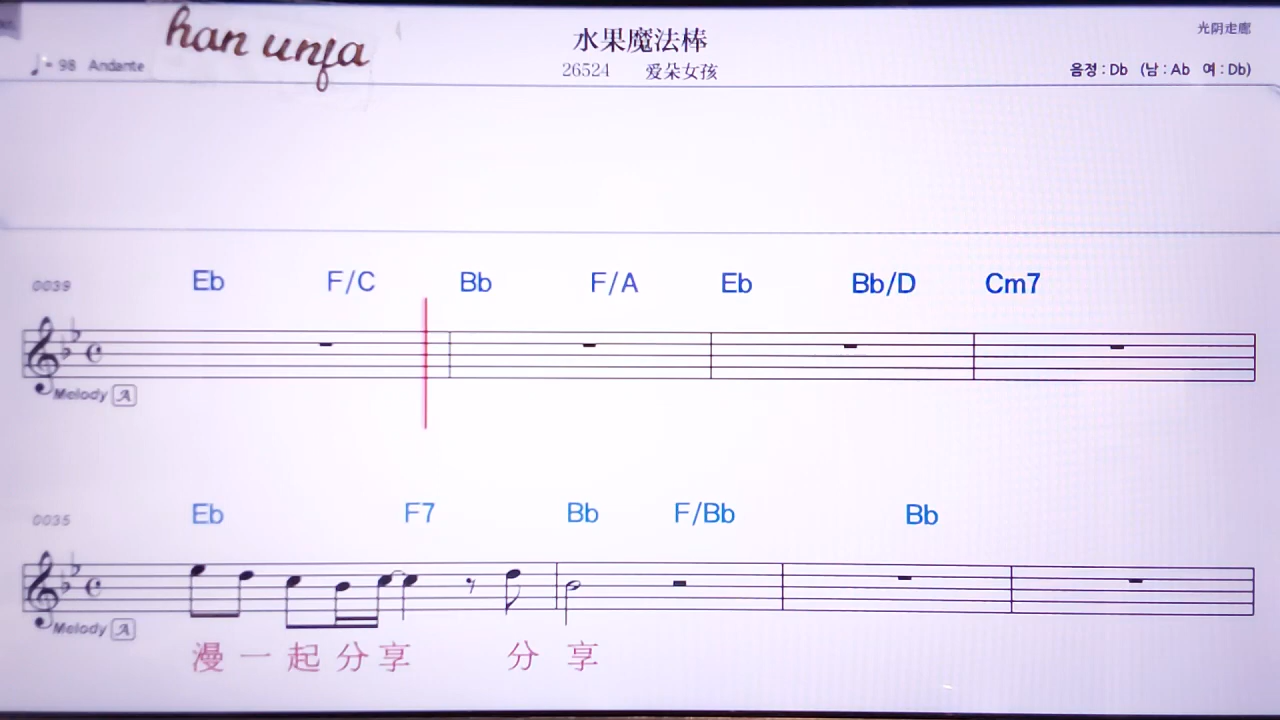 han unfa
水果魔法棒
光阴走廊
♩= 98 Andante
26524 爱朵女孩
음정 : Db (남 : Ab 여 : Db)
0039 Eb F/C Bb F/A Eb Bb/D Cm7
Melody A
0035 Eb F7 Bb F/Bb Bb
Melody A
漫 一 起 分 享 分 享